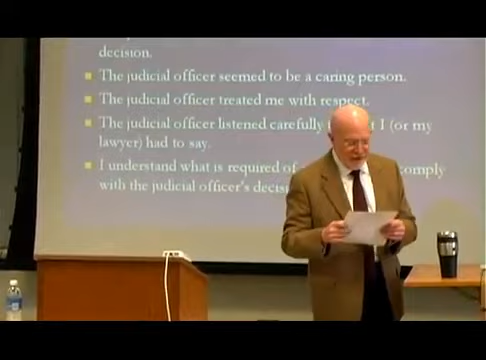 decision.
The judicial officer seemed to be a caring person.
The judicial officer treated me with respect.
The judicial officer listened carefully I (or my
lawyer) had to say.
I understand what is required of comply
with the judicial officer's